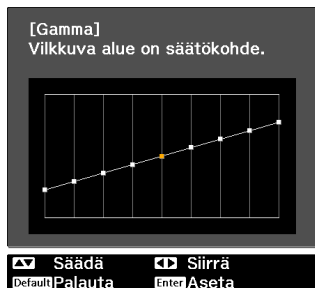 [Gamma]
Vilkkuva alue on säätökohde.
Säädä Siirrä
Default Palauta Enter Aseta